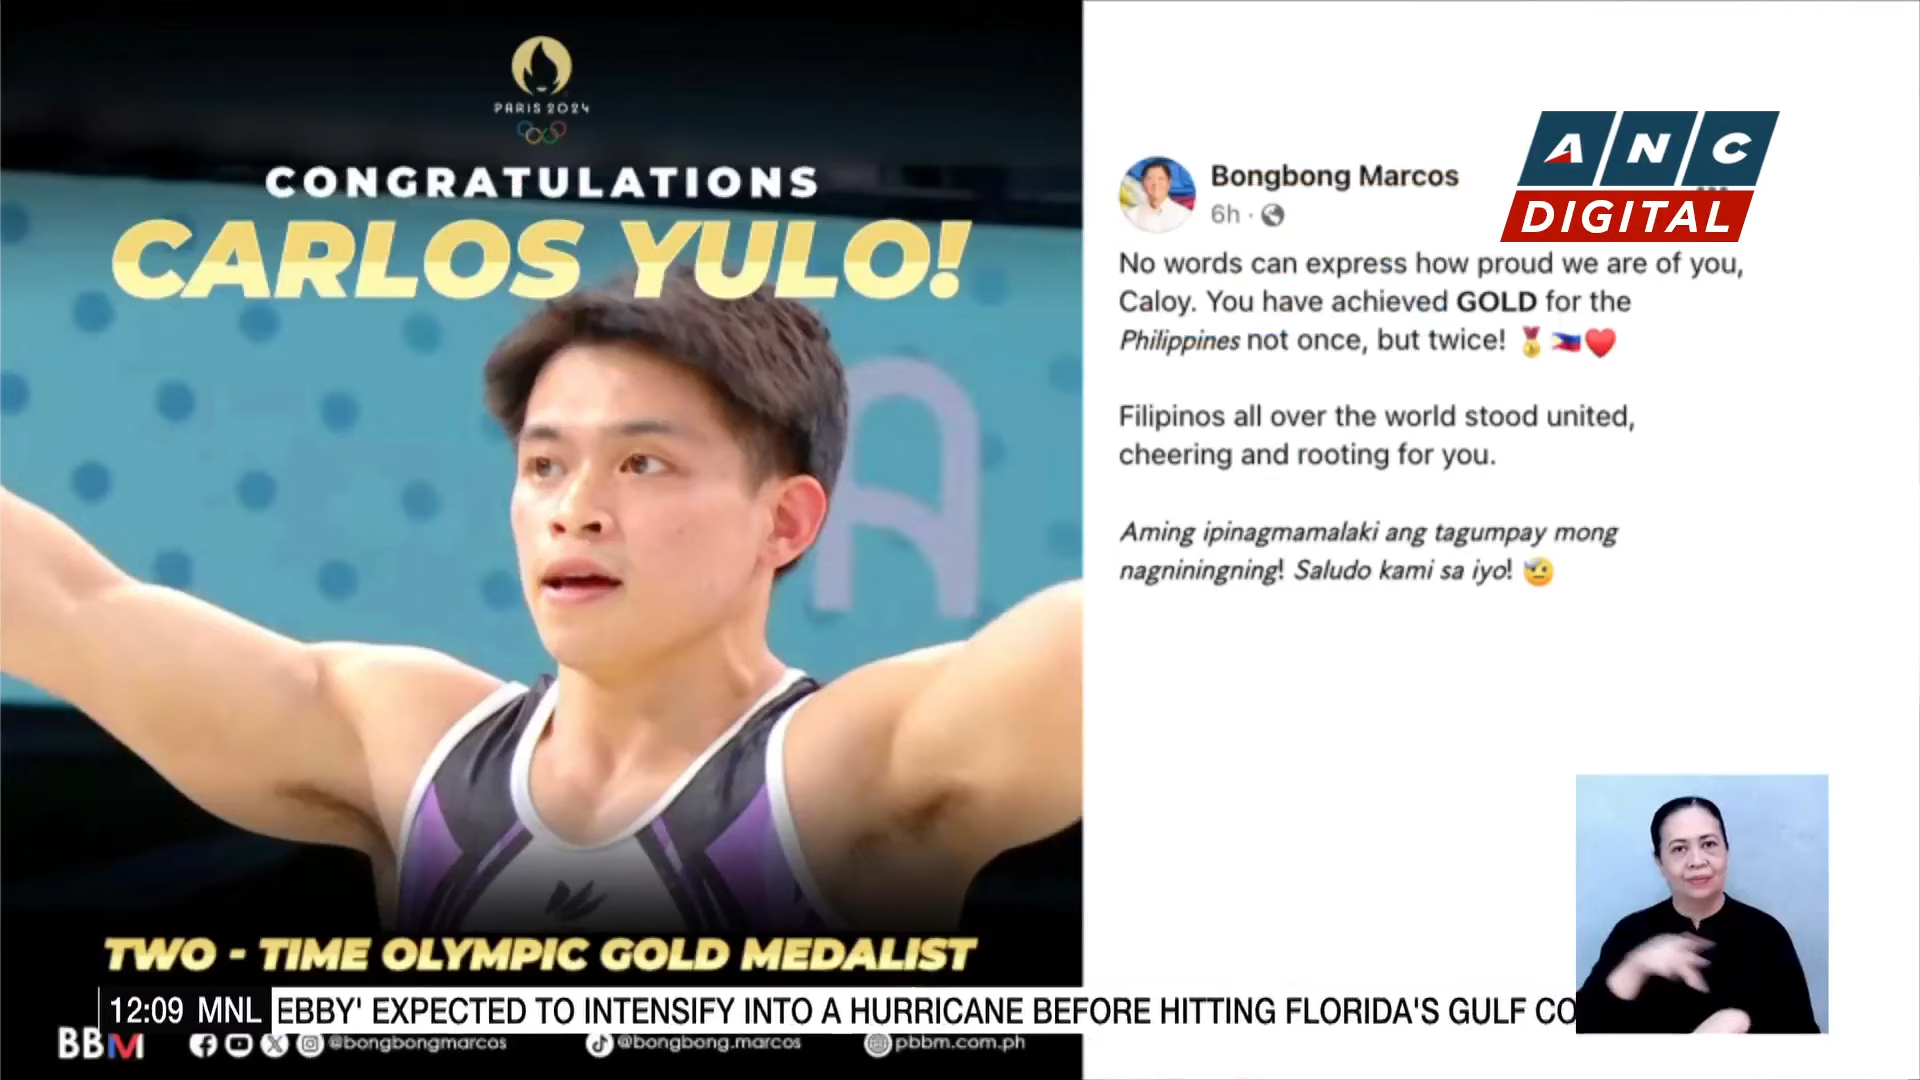 PARIS 2024
CONGRATULATIONS
CARLOS YULO!
A
TWO - TIME OLYMPIC GOLD MEDALIST
ANC
DIGITAL
Bongbong Marcos
6h ·
No words can express how proud we are of you,
Caloy. You have achieved GOLD for the
Philippines not once, but twice! 🏅🇵🇭❤️
Filipinos all over the world stood united,
cheering and rooting for you.
Aming ipinagmamalaki ang tagumpay mong
nagniningning! Saludo kami sa iyo! 🤕
12:09 MNL EBBY' EXPECTED TO INTENSIFY INTO A HURRICANE BEFORE HITTING FLORIDA'S GULF CO
BBM @bongbongmarcos @bongbong.marcos pbbm.com.ph